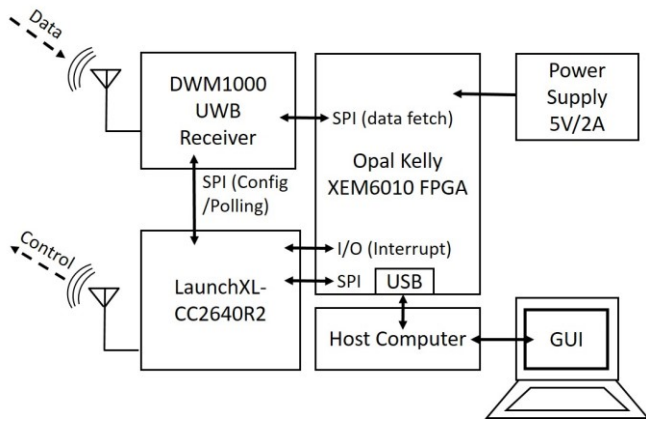 Data
DWM1000
UWB
Receiver
SPI (data fetch)
Opal Kelly
XEM6010 FPGA
Power
Supply
5V/2A
SPI (Config
/Polling)
Control
LaunchXL-
CC2640R2
I/O (Interrupt)
SPI
USB
Host Computer
GUI